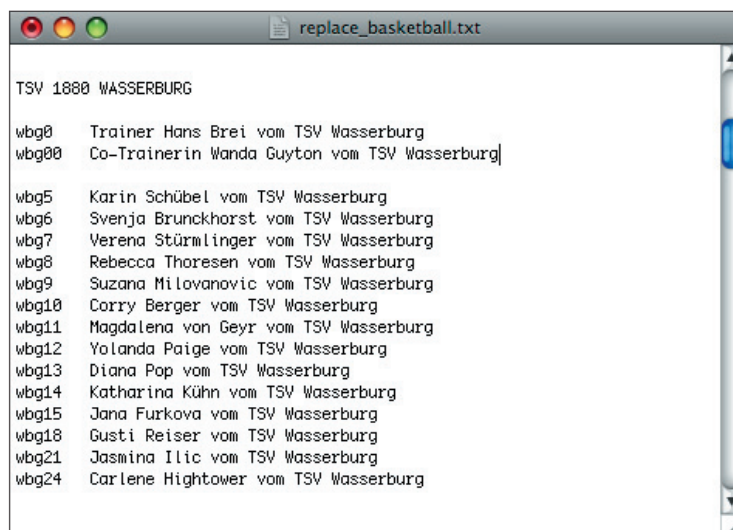 replace_basketball.txt
TSV 1880 WASSERBURG
wbg0 Trainer Hans Brei vom TSV Wasserburg
wbg00 Co-Trainerin Wanda Guyton vom TSV Wasserburg
wbg5 Karin Schübel vom TSV Wasserburg
wbg6 Svenja Brunckhorst vom TSV Wasserburg
wbg7 Verena Stürmlinger vom TSV Wasserburg
wbg8 Rebecca Thoresen vom TSV Wasserburg
wbg9 Suzana Milovanovic vom TSV Wasserburg
wbg10 Corry Berger vom TSV Wasserburg
wbg11 Magdalena von Geyr vom TSV Wasserburg
wbg12 Yolanda Paige vom TSV Wasserburg
wbg13 Diana Pop vom TSV Wasserburg
wbg14 Katharina Kühn vom TSV Wasserburg
wbg15 Jana Furkova vom TSV Wasserburg
wbg18 Gusti Reiser vom TSV Wasserburg
wbg21 Jasmina Ilic vom TSV Wasserburg
wbg24 Carlene Hightower vom TSV Wasserburg